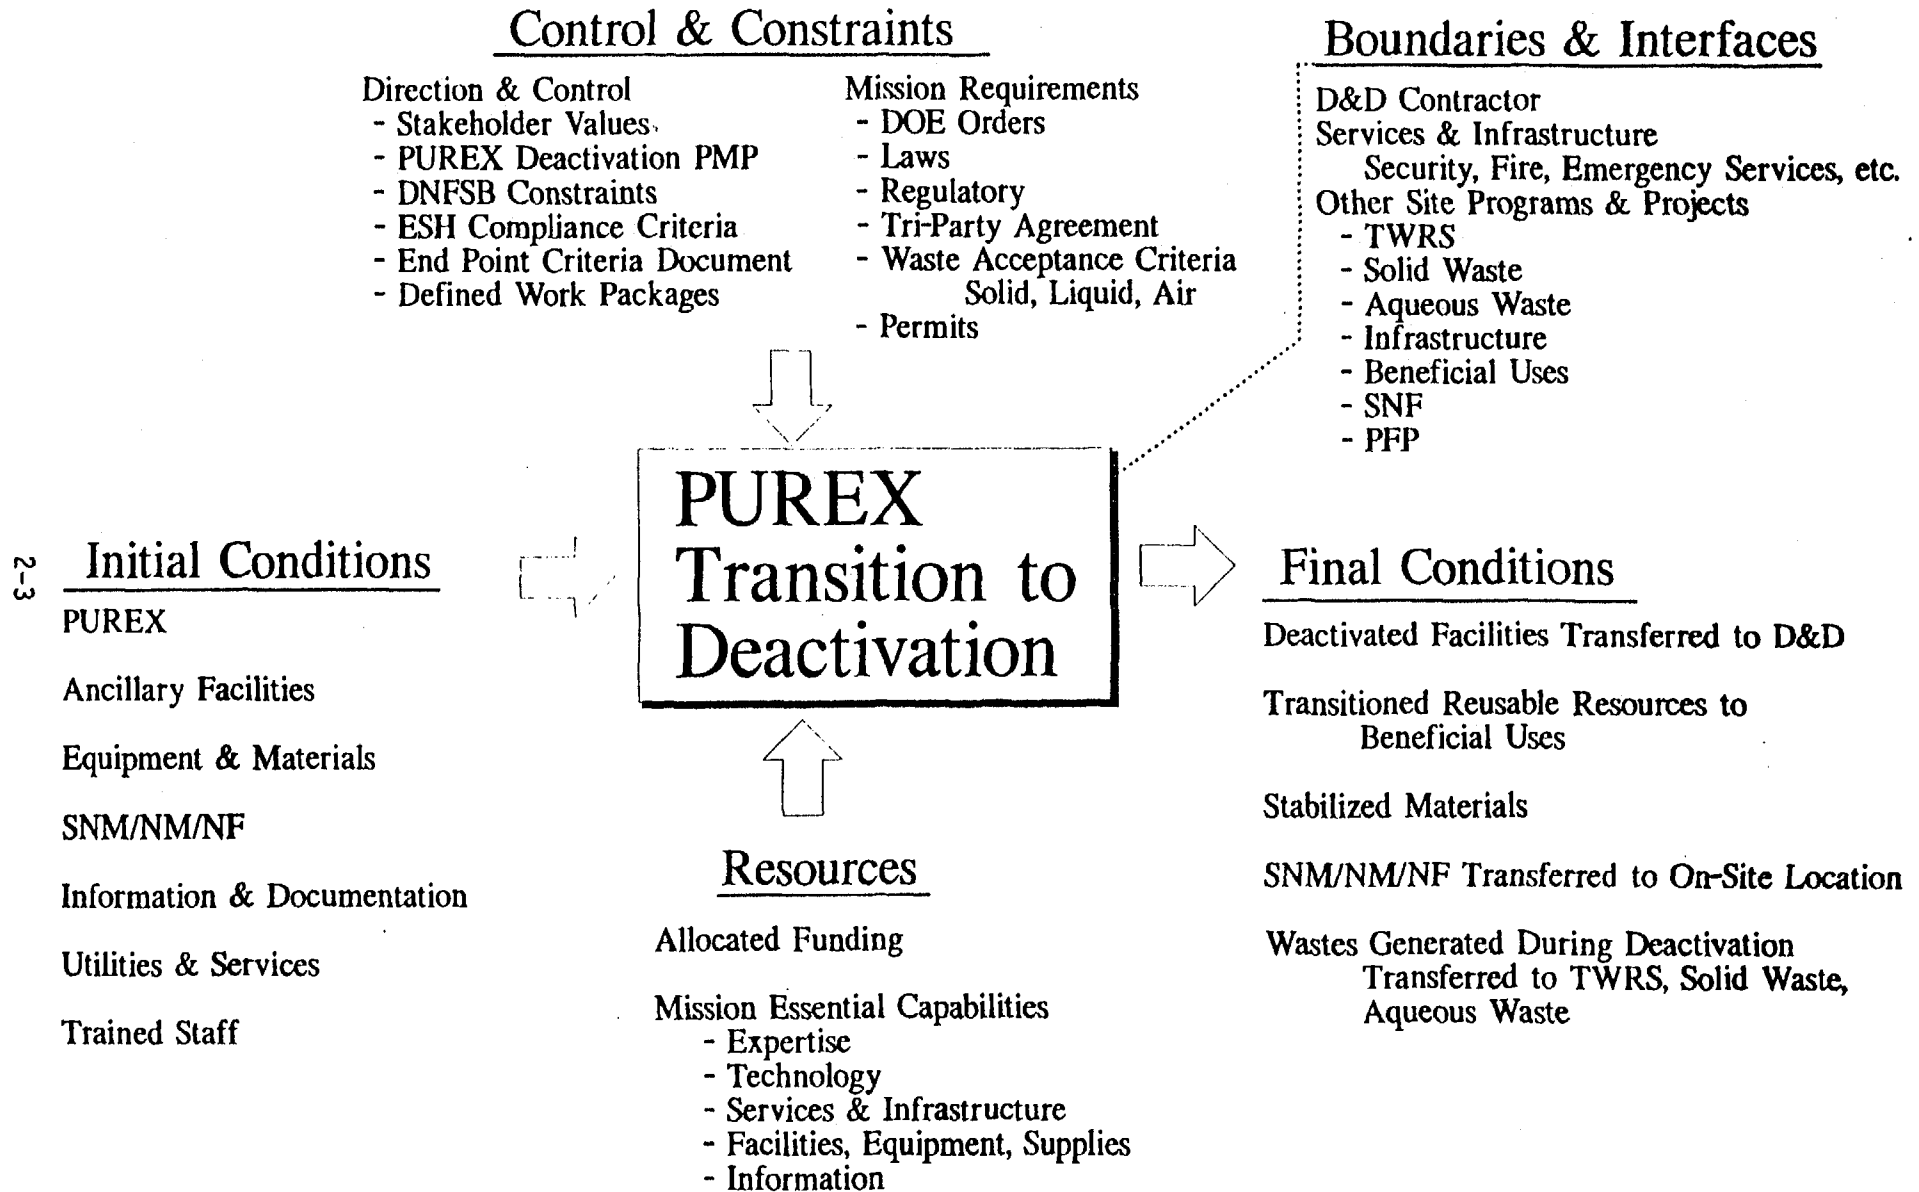 Control & Constraints
Direction & Control
- Stakeholder Values
- PUREX Deactivation PMP
- DNFSB Constraints
- ESH Compliance Criteria
- End Point Criteria Document
- Defined Work Packages
Mission Requirements
- DOE Orders
- Laws
- Regulatory
- Tri-Party Agreement
- Waste Acceptance Criteria
Solid, Liquid, Air
- Permits
Boundaries & Interfaces
D&D Contractor
Services & Infrastructure
Security, Fire, Emergency Services, etc.
Other Site Programs & Projects
- TWRS
- Solid Waste
- Aqueous Waste
- Infrastructure
- Beneficial Uses
- SNF
- PFP
PUREX
Transition to
Deactivation
2-3
Initial Conditions
PUREX
Ancillary Facilities
Equipment & Materials
SNM/NM/NF
Information & Documentation
Utilities & Services
Trained Staff
Resources
Allocated Funding
Mission Essential Capabilities
- Expertise
- Technology
- Services & Infrastructure
- Facilities, Equipment, Supplies
- Information
Final Conditions
Deactivated Facilities Transferred to D&D
Transitioned Reusable Resources to
Beneficial Uses
Stabilized Materials
SNM/NM/NF Transferred to On-Site Location
Wastes Generated During Deactivation
Transferred to TWRS, Solid Waste,
Aqueous Waste